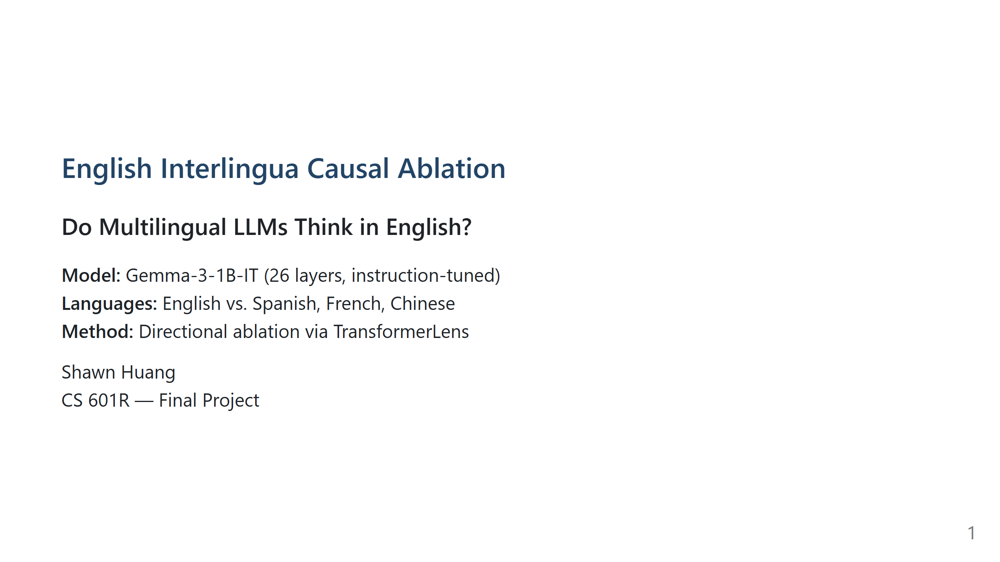 English Interlingua Causal Ablation
Do Multilingual LLMs Think in English?
Model: Gemma-3-1B-IT (26 layers, instruction-tuned)
Languages: English vs. Spanish, French, Chinese
Method: Directional ablation via TransformerLens
Shawn Huang
CS 601R — Final Project
1